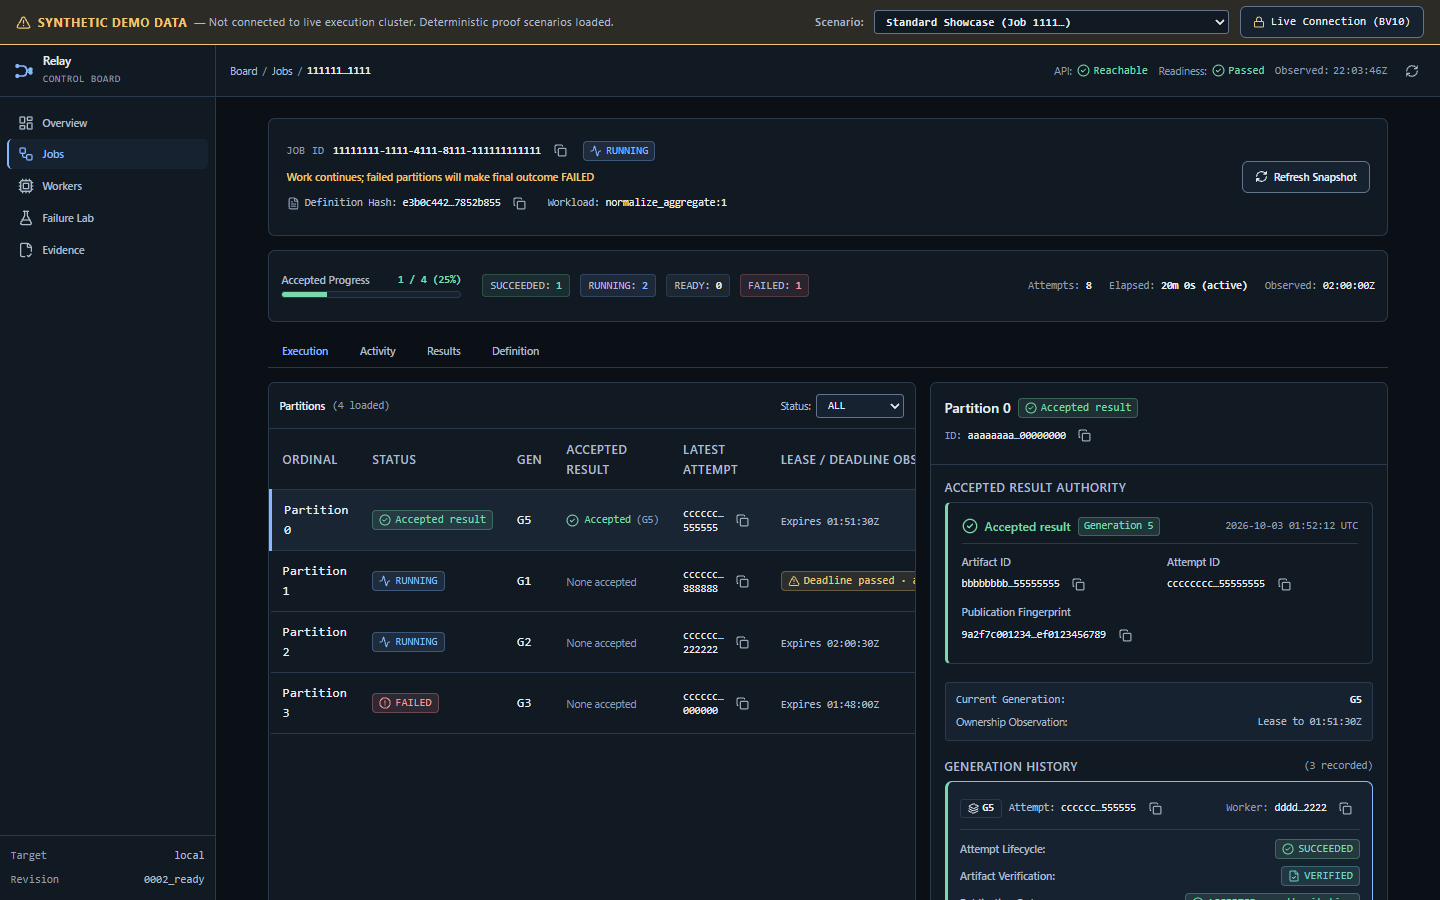 SYNTHETIC DEMO DATA — Not connected to live execution cluster. Deterministic proof scenarios loaded.
Scenario: Standard Showcase (Job 1111…) Live Connection (BV10)
Relay
CONTROL BOARD
Board / Jobs / 111111…1111
API: Reachable Readiness: Passed Observed: 22:03:46Z
Overview
Jobs
Workers
Failure Lab
Evidence
JOB ID 11111111-1111-4111-8111-111111111111 RUNNING
Work continues; failed partitions will make final outcome FAILED
Definition Hash: e3b0c442…7852b855 Workload: normalize_aggregate:1
Refresh Snapshot
Accepted Progress 1 / 4 (25%)
SUCCEEDED: 1 RUNNING: 2 READY: 0 FAILED: 1
Attempts: 8 Elapsed: 20m 0s (active) Observed: 02:00:00Z
Execution Activity Results Definition
Partitions (4 loaded) Status: ALL
ORDINAL STATUS GEN ACCEPTED RESULT LATEST ATTEMPT LEASE / DEADLINE OBS
Partition 0 Accepted result G5 Accepted (G5) cccccc…555555 Expires 01:51:30Z
Partition 1 RUNNING G1 None accepted cccccc…888888 Deadline passed ·
Partition 2 RUNNING G2 None accepted cccccc…222222 Expires 02:00:30Z
Partition 3 FAILED G3 None accepted cccccc…000000 Expires 01:48:00Z
Partition 0 Accepted result
ID: aaaaaaaa…00000000
ACCEPTED RESULT AUTHORITY
Accepted result Generation 5 2026-10-03 01:52:12 UTC
Artifact ID Attempt ID
bbbbbbbb…55555555 cccccccc…55555555
Publication Fingerprint
9a2f7c001234…ef0123456789
Current Generation: G5
Ownership Observation: Lease to 01:51:30Z
GENERATION HISTORY (3 recorded)
G5 Attempt: cccccc…555555 Worker: dddd…2222
Attempt Lifecycle: SUCCEEDED
Artifact Verification: VERIFIED
Target local
Revision 0002_ready